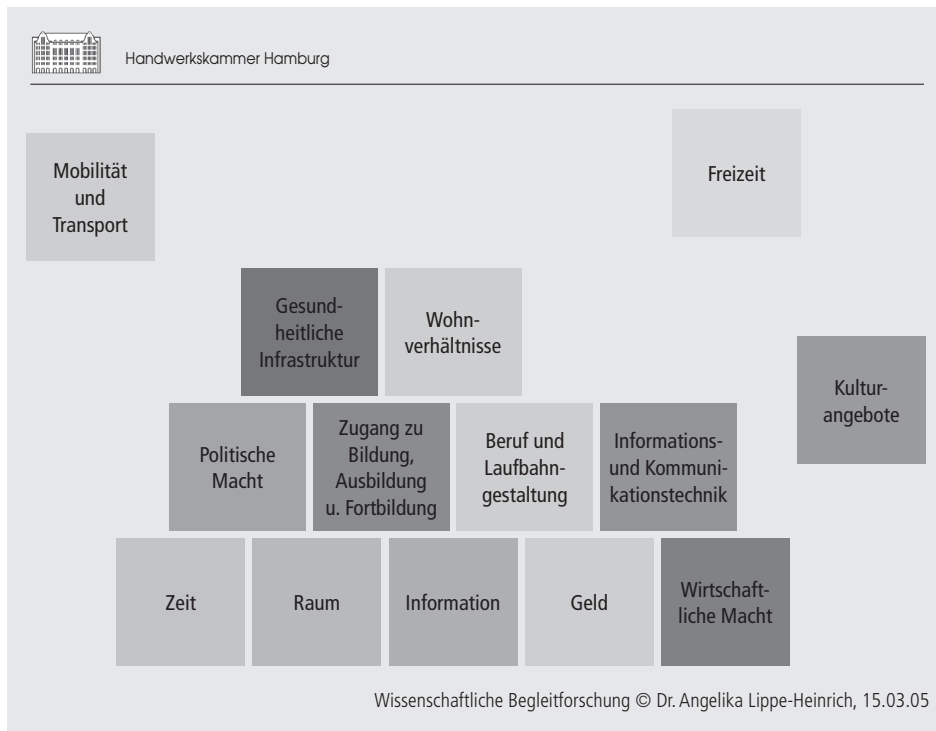 Handwerkskammer Hamburg
Mobilität
und
Transport
Freizeit
Gesund-
heitliche
Infrastruktur
Wohn-
verhältnisse
Kultur-
angebote
Politische
Macht
Zugang zu
Bildung,
Ausbildung
u. Fortbildung
Beruf und
Laufbahn-
gestaltung
Informations-
und Kommuni-
kationstechnik
Zeit
Raum
Information
Geld
Wirtschaft-
liche Macht
Wissenschaftliche Begleitforschung © Dr. Angelika Lippe-Heinrich, 15.03.05